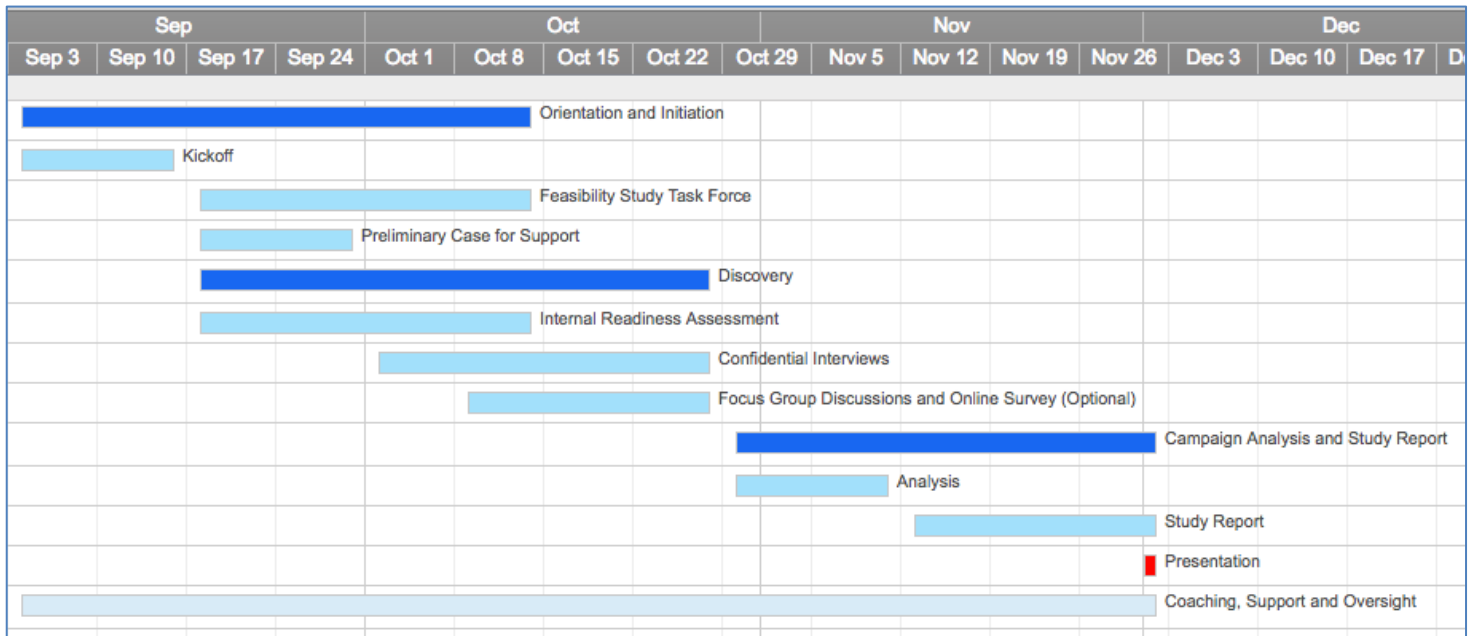 Sep Oct Nov Dec
Sep 3 Sep 10 Sep 17 Sep 24 Oct 1 Oct 8 Oct 15 Oct 22 Oct 29 Nov 5 Nov 12 Nov 19 Nov 26 Dec 3 Dec 10 Dec 17
Orientation and Initiation
Kickoff
Feasibility Study Task Force
Preliminary Case for Support
Discovery
Internal Readiness Assessment
Confidential Interviews
Focus Group Discussions and Online Survey (Optional)
Campaign Analysis and Study Report
Analysis
Study Report
Presentation
Coaching, Support and Oversight